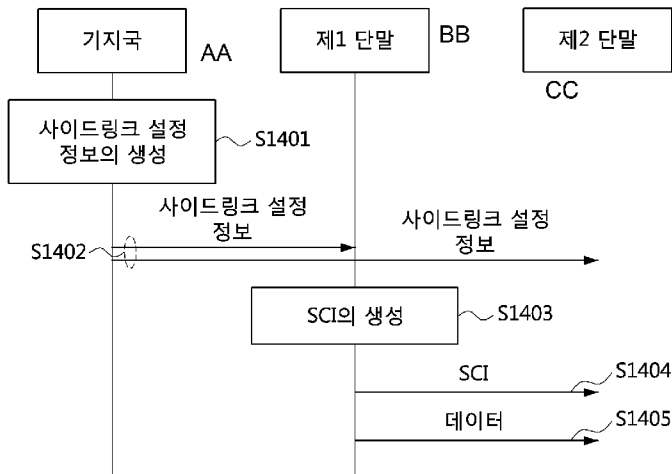 기지국
AA
제1 단말
BB
제2 단말
CC
사이드링크 설정
정보의 생성
S1401
사이드링크 설정
정보
사이드링크 설정
정보
S1402
SCI의 생성
S1403
SCI
S1404
데이터
S1405